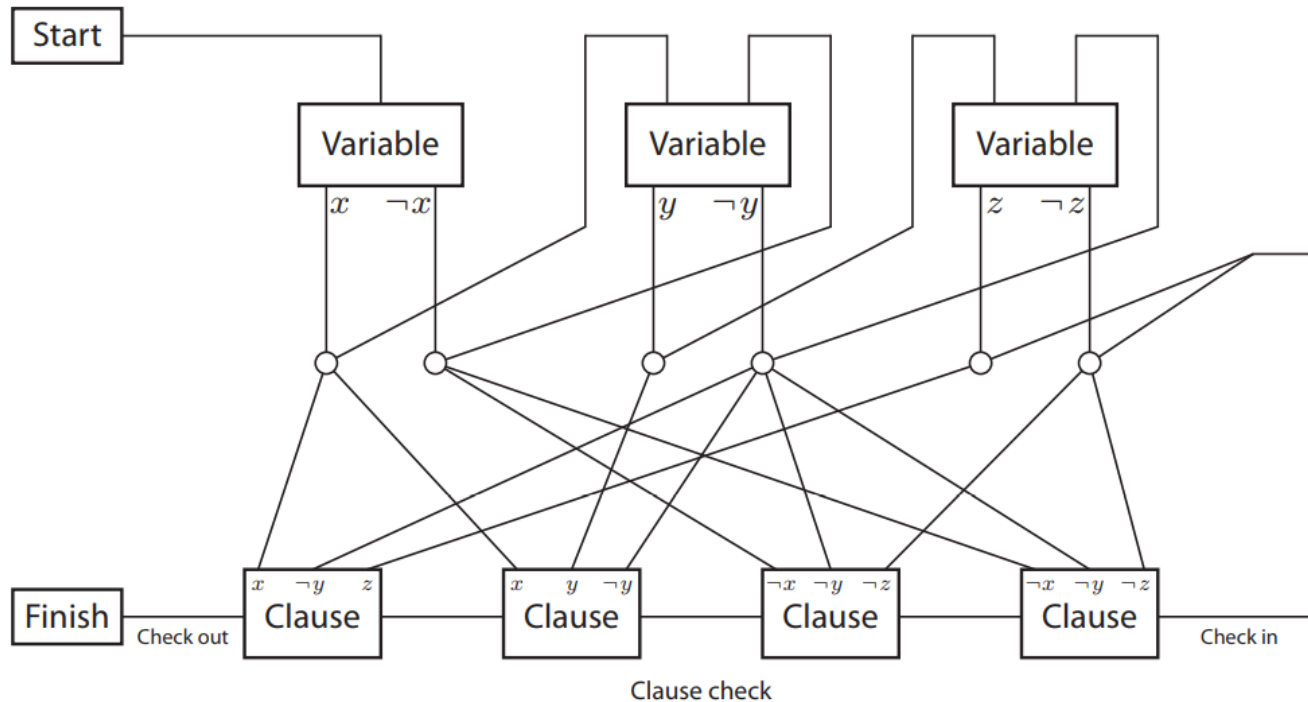 Start
Variable Variable Variable
x ¬x y ¬y z ¬z
x ¬y z x y ¬y ¬x ¬y ¬z ¬x ¬y ¬z
Finish Clause Clause Clause Clause
Check out Check in
Clause check